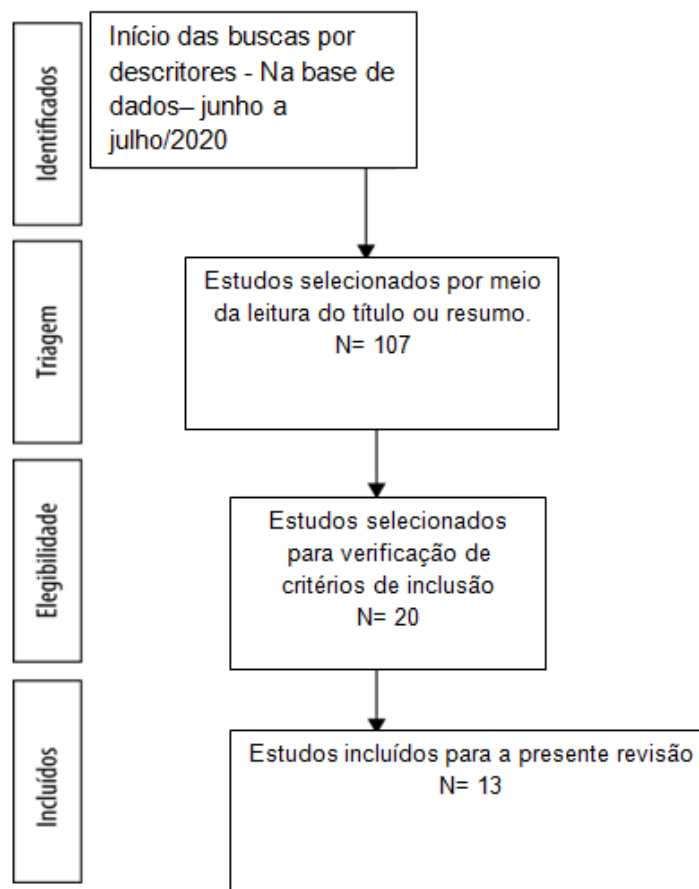 Identificados
Início das buscas por
descritores - Na base de
dados– junho a
julho/2020
Triagem
Estudos selecionados por meio
da leitura do título ou resumo.
N= 107
Elegibilidade
Estudos selecionados
para verificação de
critérios de inclusão
N= 20
Incluídos
Estudos incluídos para a presente revisão
N= 13